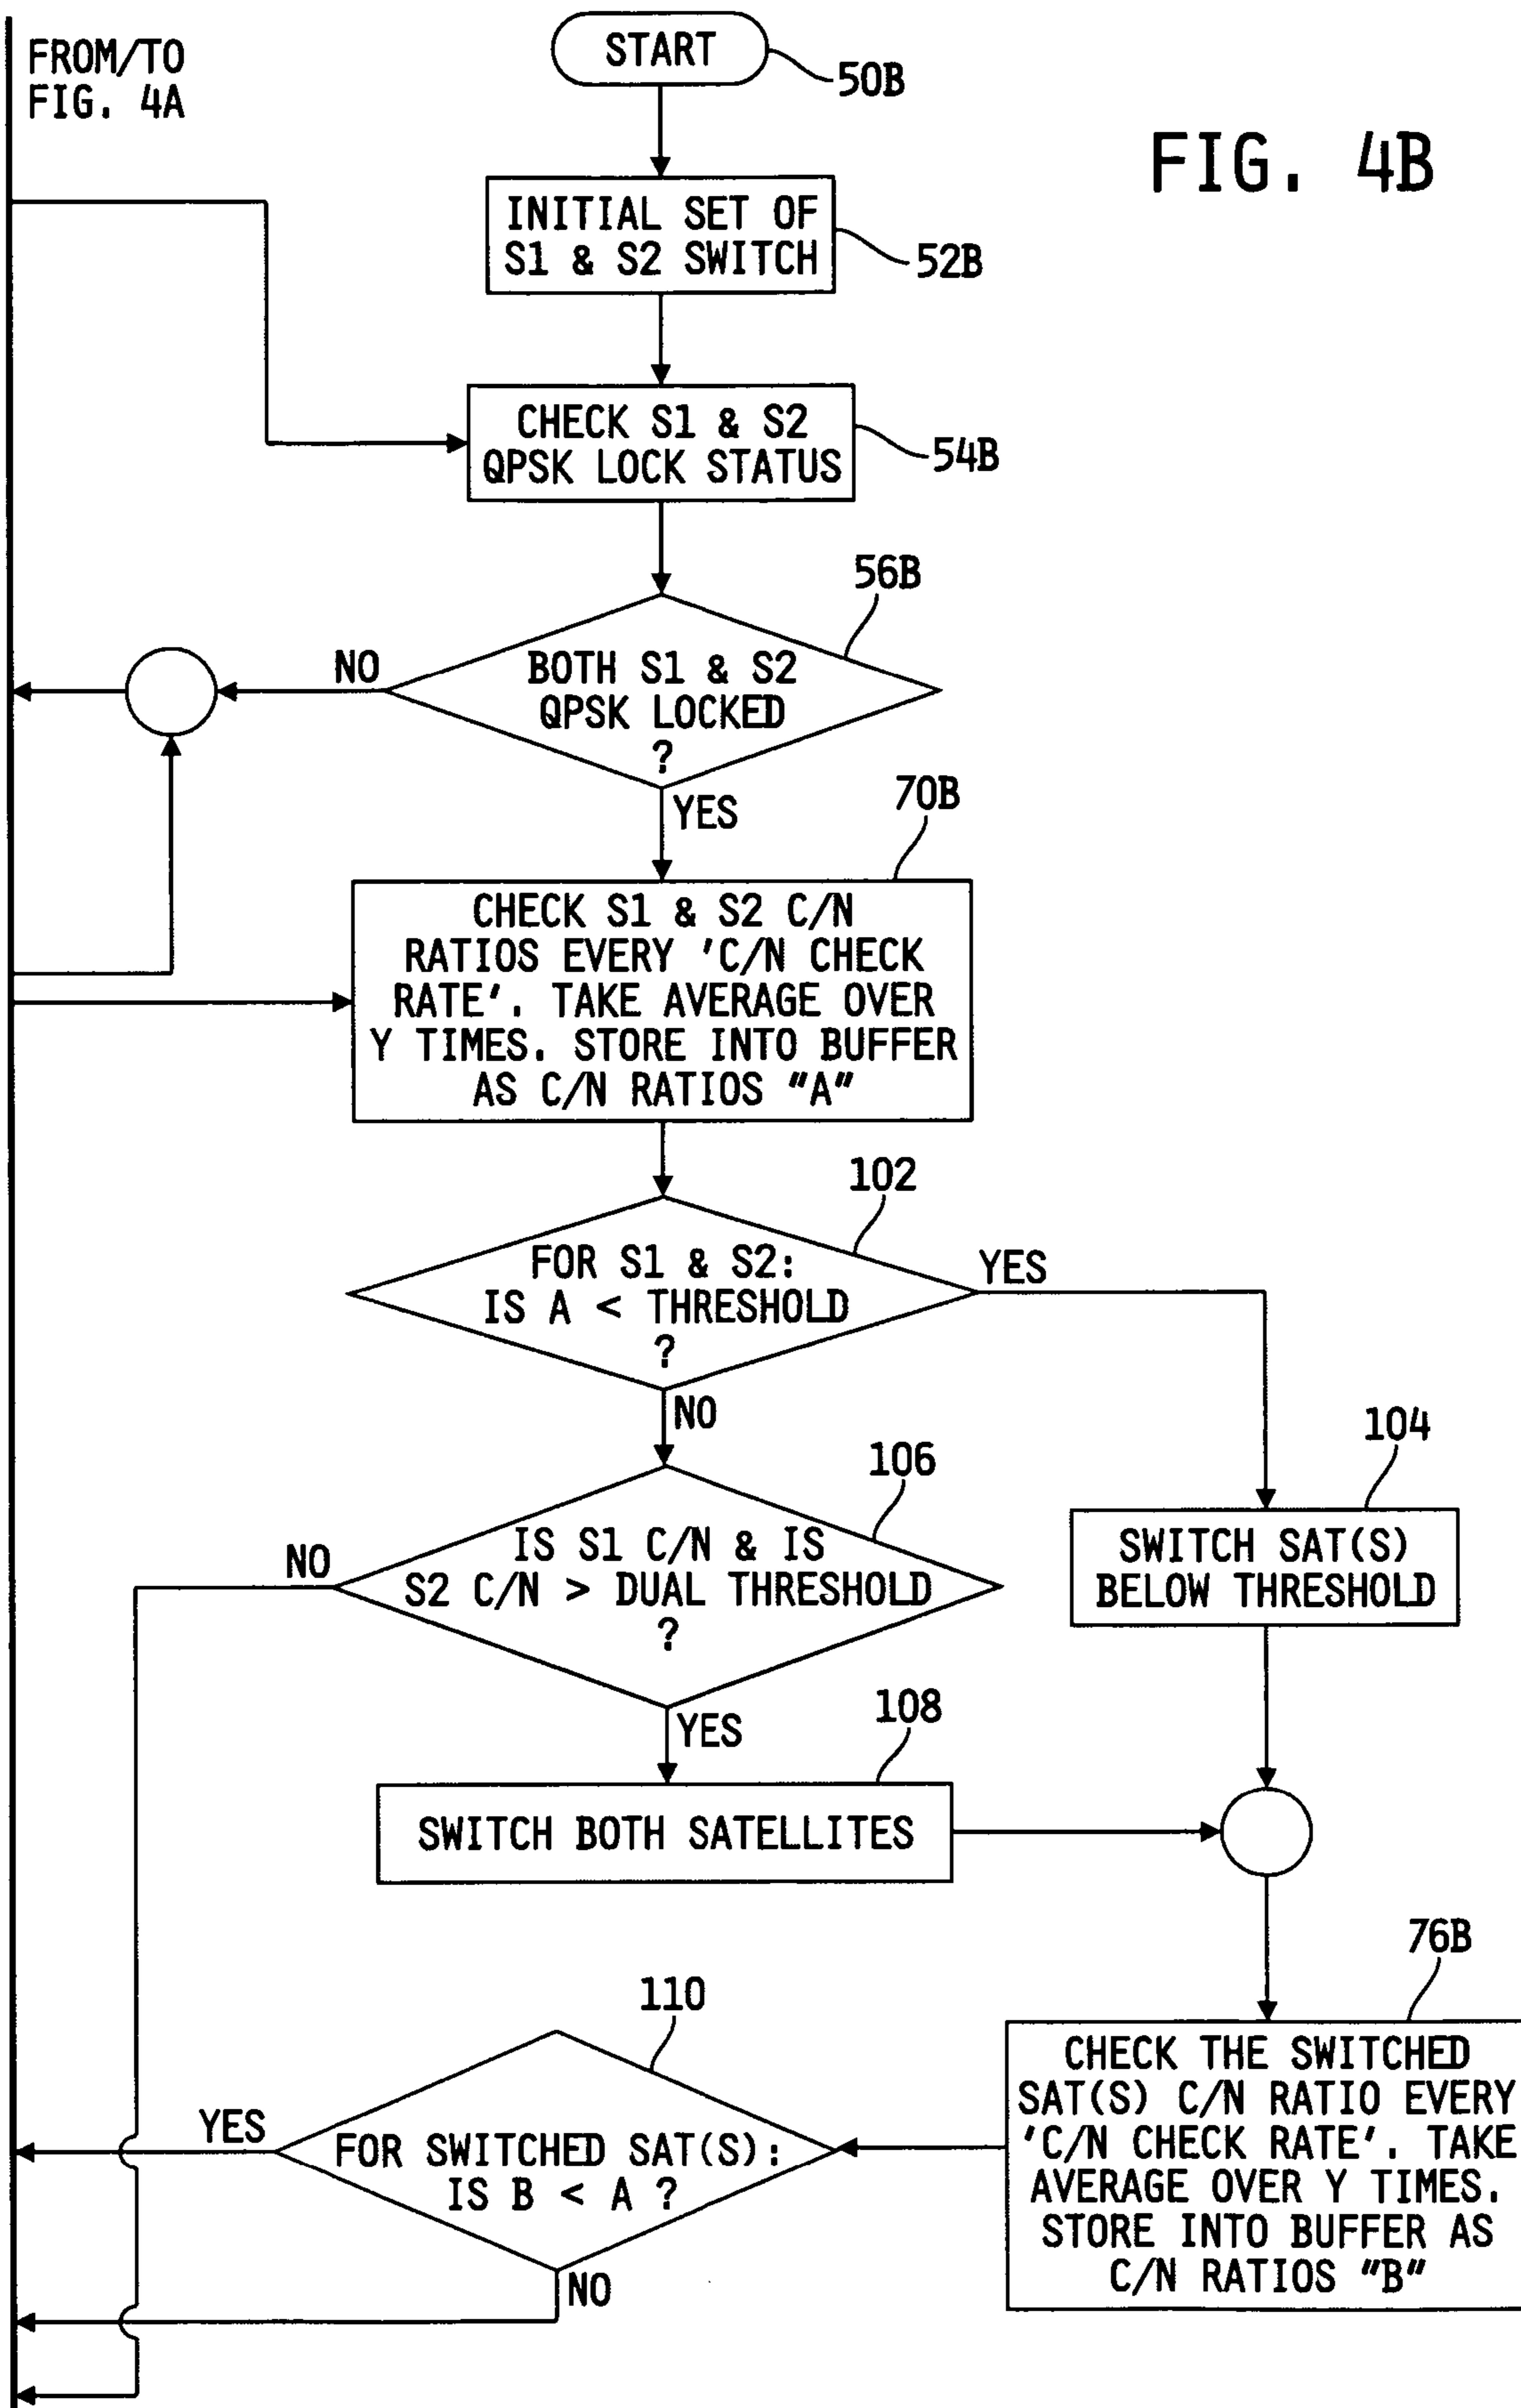 FROM/TO
FIG. 4A
START
50B
FIG. 4B
INITIAL SET OF
S1 & S2 SWITCH
52B
CHECK S1 & S2
QPSK LOCK STATUS
54B
56B
NO
BOTH S1 & S2
QPSK LOCKED
?
YES
70B
CHECK S1 & S2 C/N
RATIOS EVERY 'C/N CHECK
RATE'. TAKE AVERAGE OVER
Y TIMES. STORE INTO BUFFER
AS C/N RATIOS "A"
102
FOR S1 & S2:
IS A < THRESHOLD
?
YES
NO
104
106
NO
IS S1 C/N & IS
S2 C/N > DUAL THRESHOLD
?
SWITCH SAT(S)
BELOW THRESHOLD
YES
108
SWITCH BOTH SATELLITES
76B
110
CHECK THE SWITCHED
SAT(S) C/N RATIO EVERY
'C/N CHECK RATE'. TAKE
AVERAGE OVER Y TIMES.
STORE INTO BUFFER AS
C/N RATIOS "B"
YES
FOR SWITCHED SAT(S):
IS B < A ?
NO